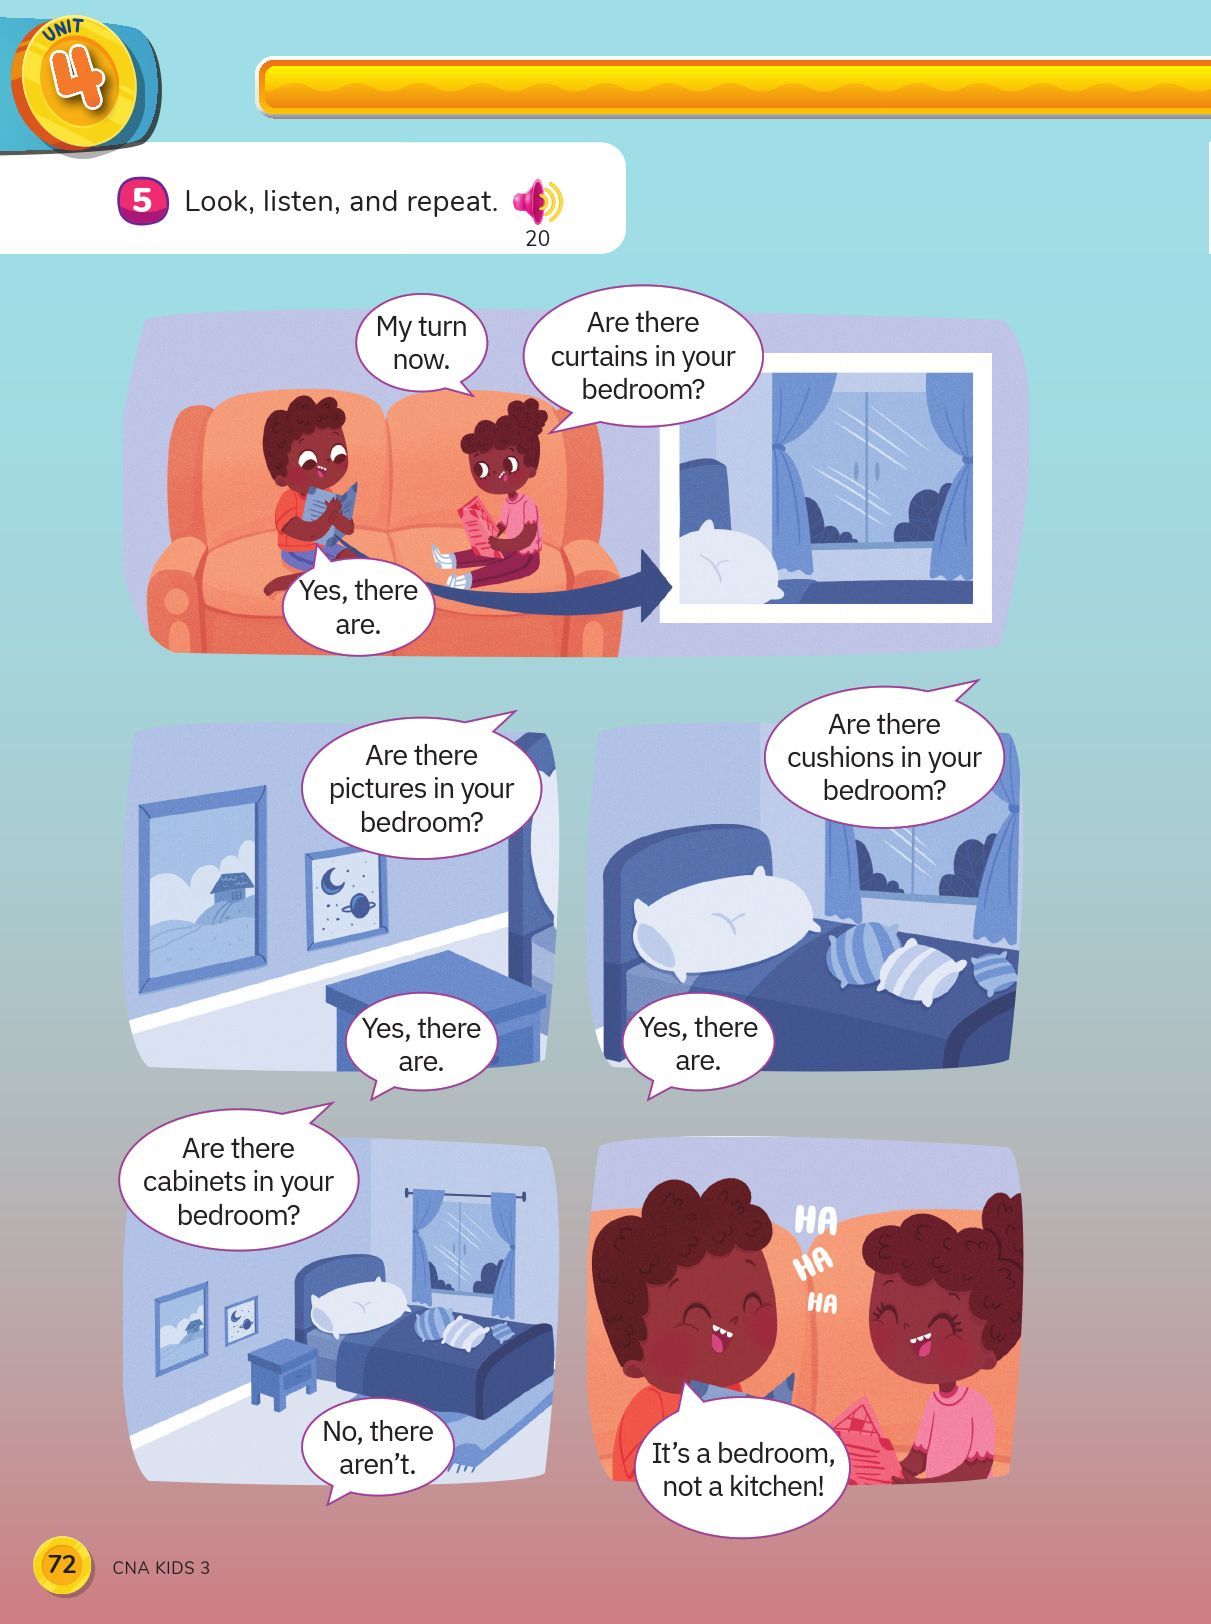 UNIT
4
5 Look, listen, and repeat.
20
My turn
now.
Are there
curtains in your
bedroom?
Yes, there
are.
Are there
pictures in your
bedroom?
Yes, there
are.
Are there
cushions in your
bedroom?
Yes, there
are.
Are there
cabinets in your
bedroom?
No, there
aren't.
HA
HA
HA
It's a bedroom,
not a kitchen!
72 CNA KIDS 3